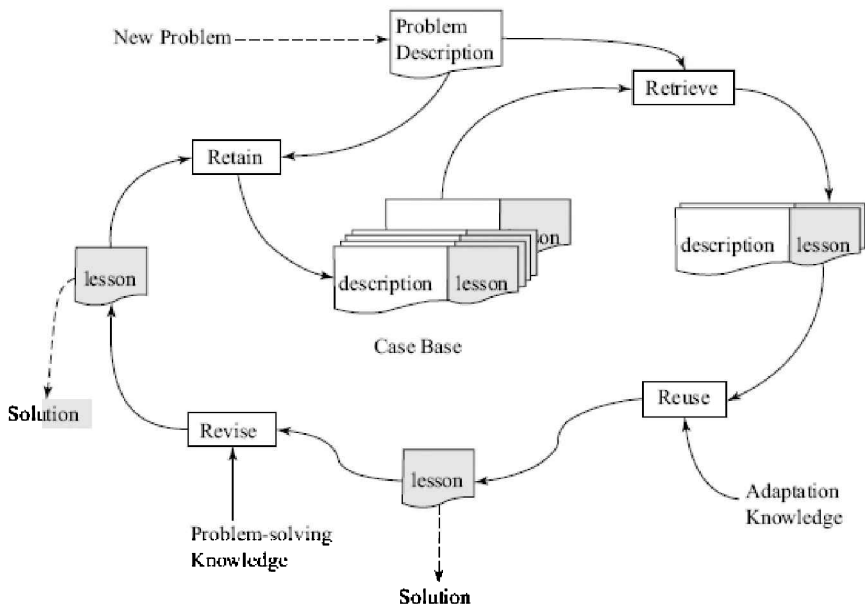 New Problem
Problem
Description
Retrieve
Retain
lesson
description
lesson
description
lesson
lesson
Case Base
Solution
Reuse
Revise
lesson
Adaptation
Knowledge
Problem-solving
Knowledge
Solution